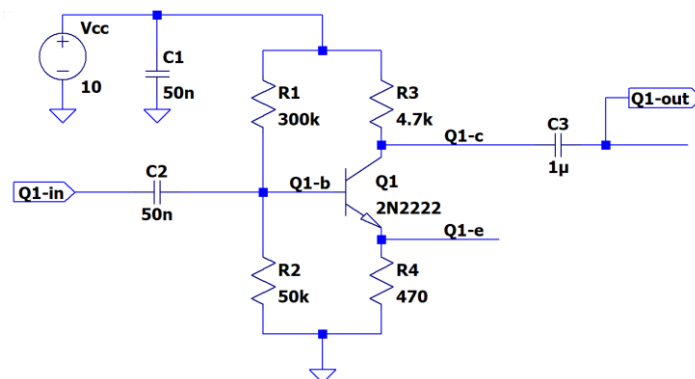 Vcc
10
C1
50n
R1
300k
R3
4.7k
Q1-out
Q1-c
C3
1µ
Q1-in
C2
50n
Q1-b
Q1
2N2222
Q1-e
R2
50k
R4
470